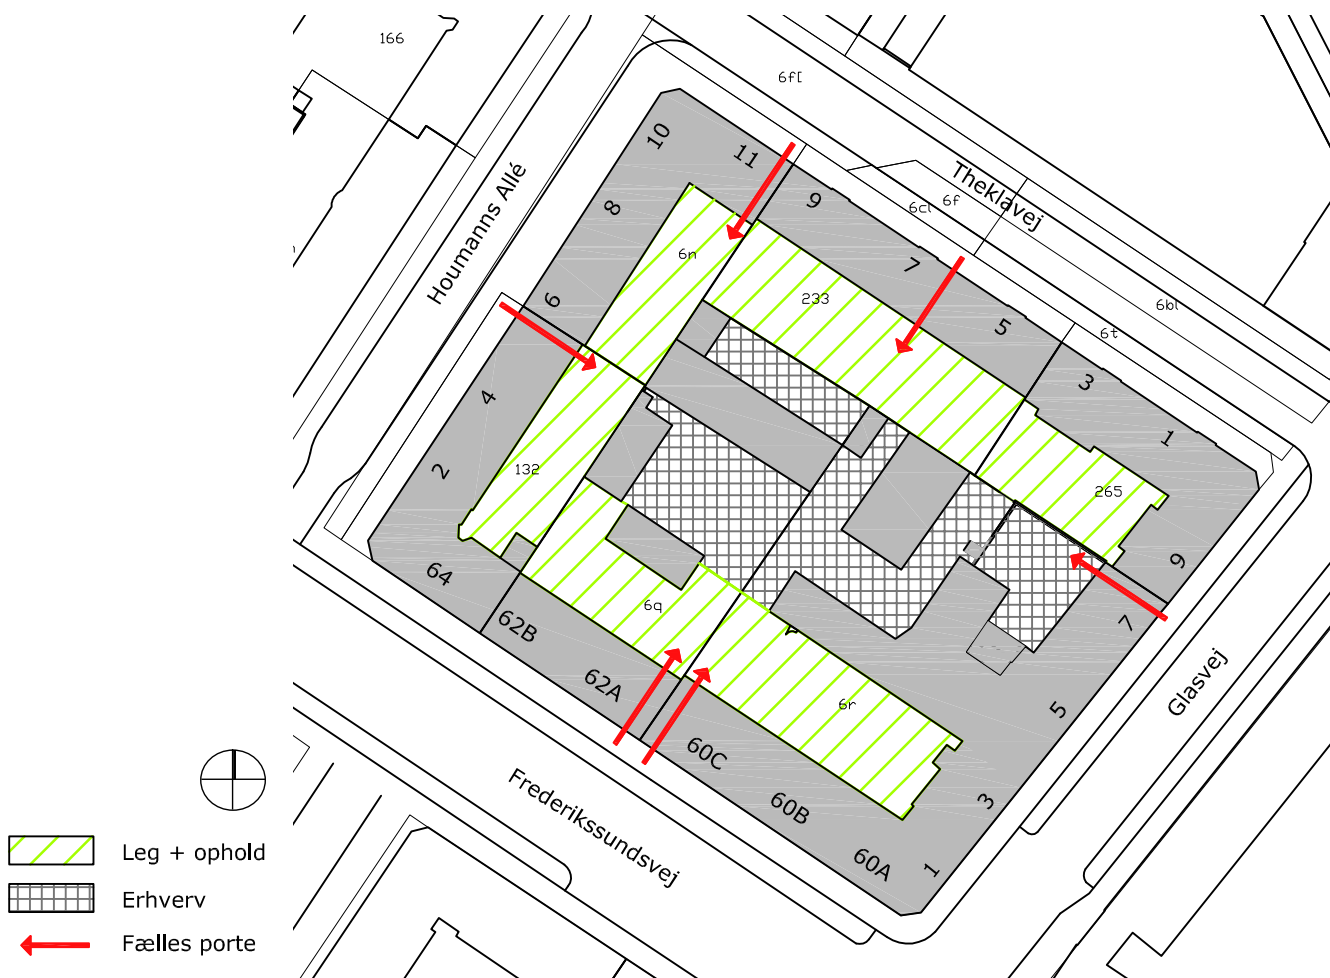 166
6f[
10
11
Theklavej
Houmanns Allé
9
6cl
6f
8
6n
7
233
6bl
6
5
6t
4
3
1
2
132
265
9
64
6q
7
62B
62A
6r
5
Glasvej
60C
3
Frederikssundsvej
60B
60A
1
Leg + ophold
Erhverv
Fælles porte